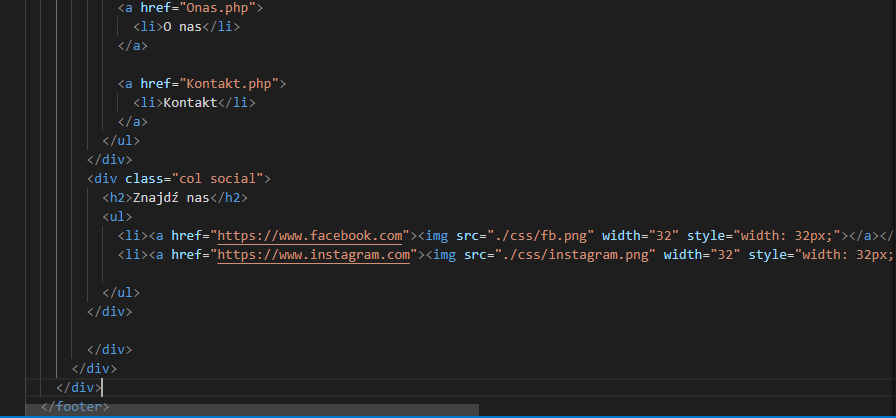 <a href="Onas.php">
<li>O nas</li>
</a>
<a href="Kontakt.php">
<li>Kontakt</li>
</a>
</ul>
</div>
<div class="col social">
<h2>Znajdź nas</h2>
<ul>
<li><a href="https://www.facebook.com"><img src="./css/fb.png" width="32" style="width: 32px;"></a></
<li><a href="https://www.instagram.com"><img src="./css/instagram.png" width="32" style="width: 32px;
</ul>
</div>
</div>
</div>
</div>
</footer>